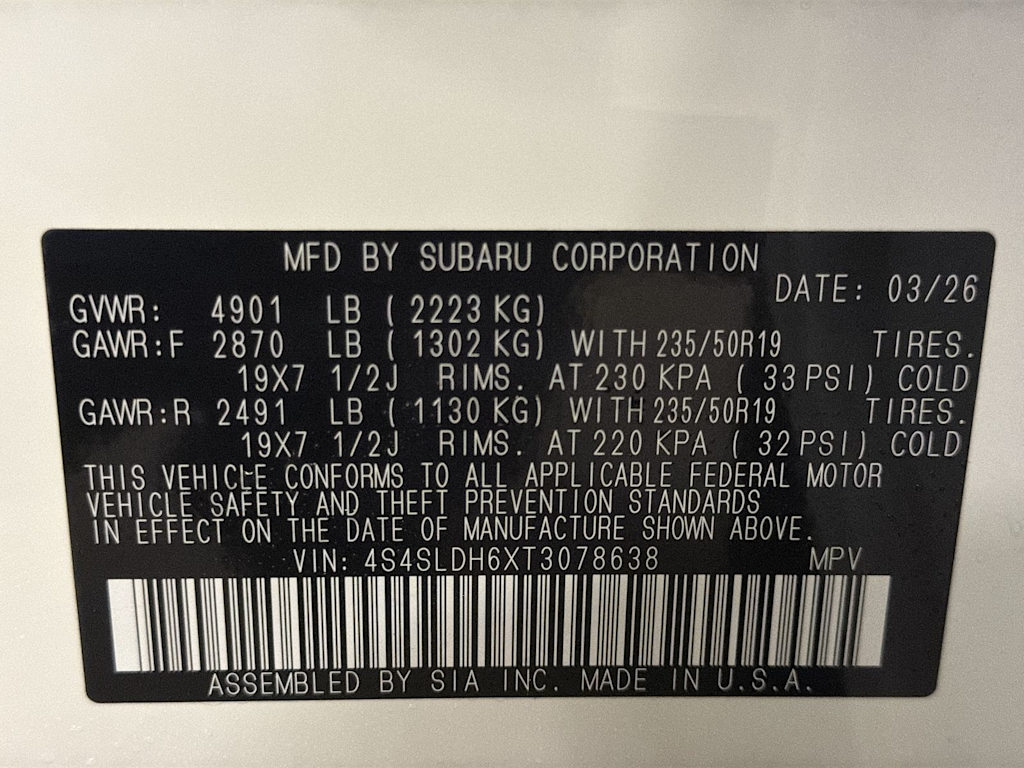 MFD BY SUBARU CORPORATION
DATE: 03/26
GVWR: 4901 LB ( 2223 KG)
GAWR:F 2870 LB ( 1302 KG) WITH 235/50R19 TIRES.
19X7 1/2J RIMS. AT 230 KPA ( 33 PSI) COLD
GAWR:R 2491 LB ( 1130 KG) WITH 235/50R19 TIRES.
19X7 1/2J RIMS. AT 220 KPA ( 32 PSI) COLD
THIS VEHICLE CONFORMS TO ALL APPLICABLE FEDERAL MOTOR
VEHICLE SAFETY AND THEFT PREVENTION STANDARDS
IN EFFECT ON THE DATE OF MANUFACTURE SHOWN ABOVE.
VIN: 4S4SLDH6XT3078638 MPV
ASSEMBLED BY SIA INC. MADE IN U.S.A.